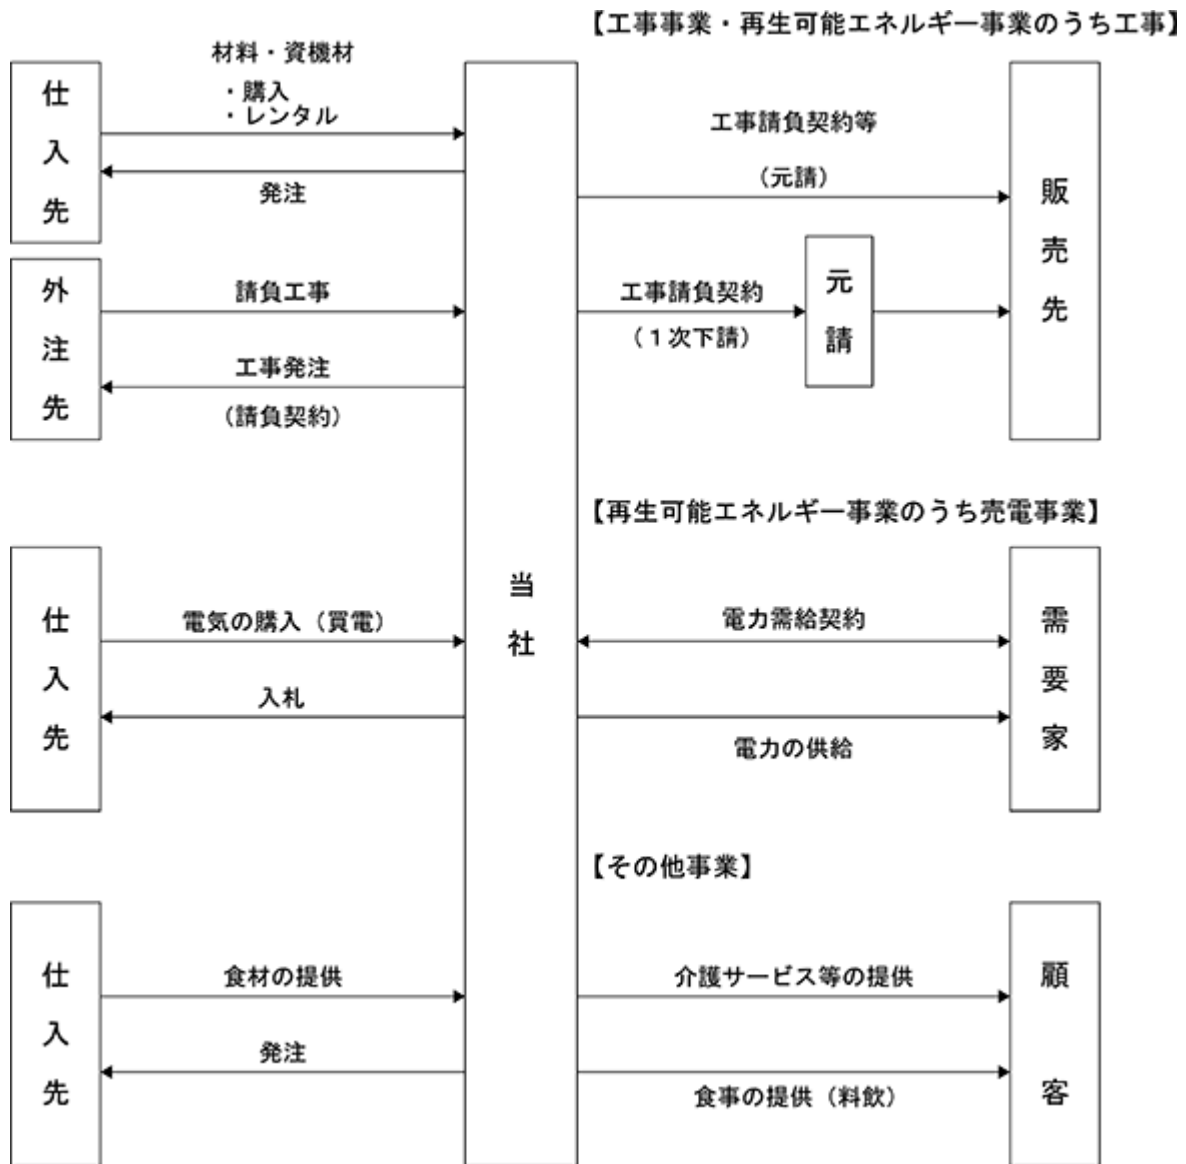 【工事事業・再生可能エネルギー事業のうち工事】
仕入先
材料・資機材
・購入
・レンタル
発注
外注先
請負工事
工事発注
（請負契約）
当社
工事請負契約等
（元請）
工事請負契約
（１次下請）
元請
販売先
【再生可能エネルギー事業のうち売電事業】
仕入先
電気の購入（買電）
入札
電力需給契約
電力の供給
需要家
【その他事業】
仕入先
食材の提供
発注
介護サービス等の提供
食事の提供（料飲）
顧客